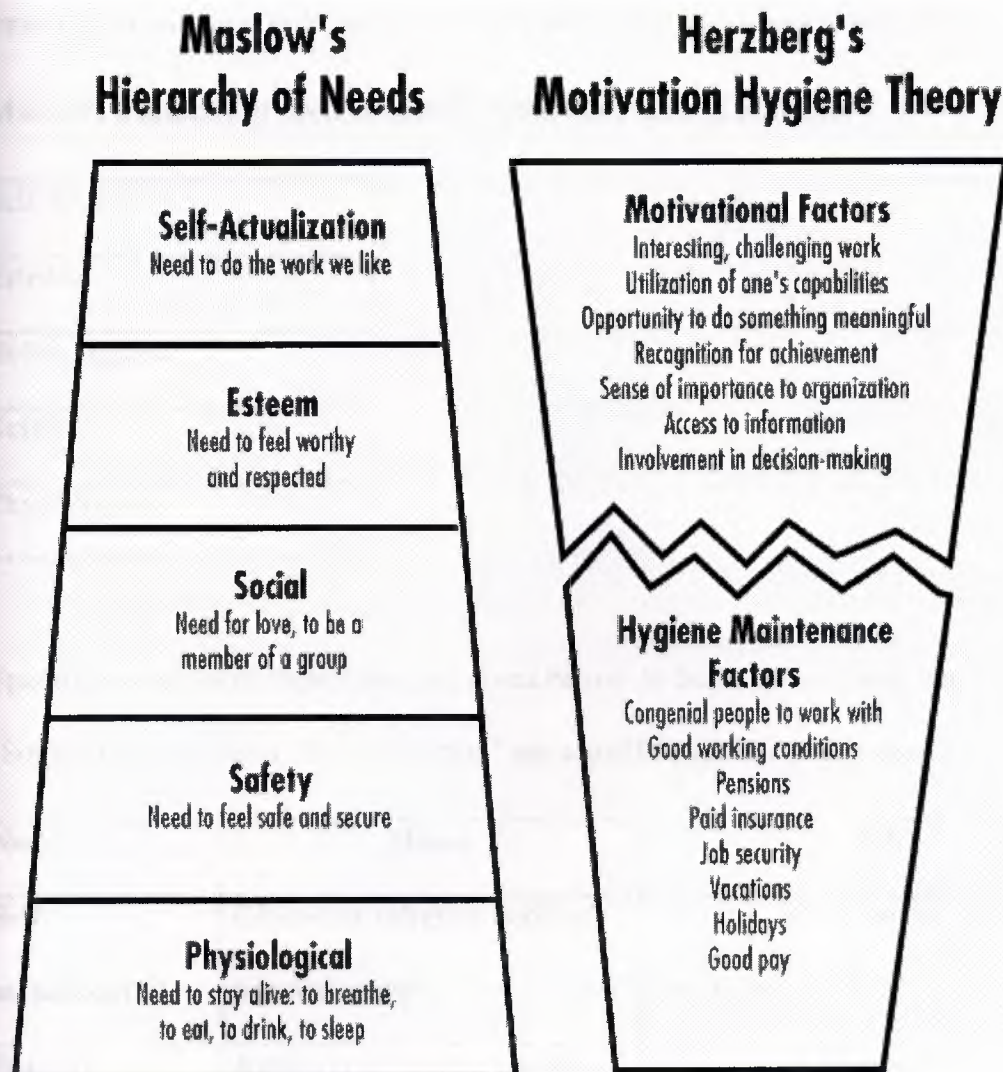 Maslow's
Hierarchy of Needs
Self-Actualization
Need to do the work we like
Esteem
Need to feel worthy
and respected
Social
Need for love, to be a
member of a group
Safety
Need to feel safe and secure
Physiological
Need to stay alive: to breathe,
to eat, to drink, to sleep
Herzberg's
Motivation Hygiene Theory
Motivational Factors
Interesting, challenging work
Utilization of one's capabilities
Opportunity to do something meaningful
Recognition for achievement
Sense of importance to organization
Access to information
Involvement in decision-making
Hygiene Maintenance
Factors
Congenial people to work with
Good working conditions
Pensions
Paid insurance
Job security
Vacations
Holidays
Good pay